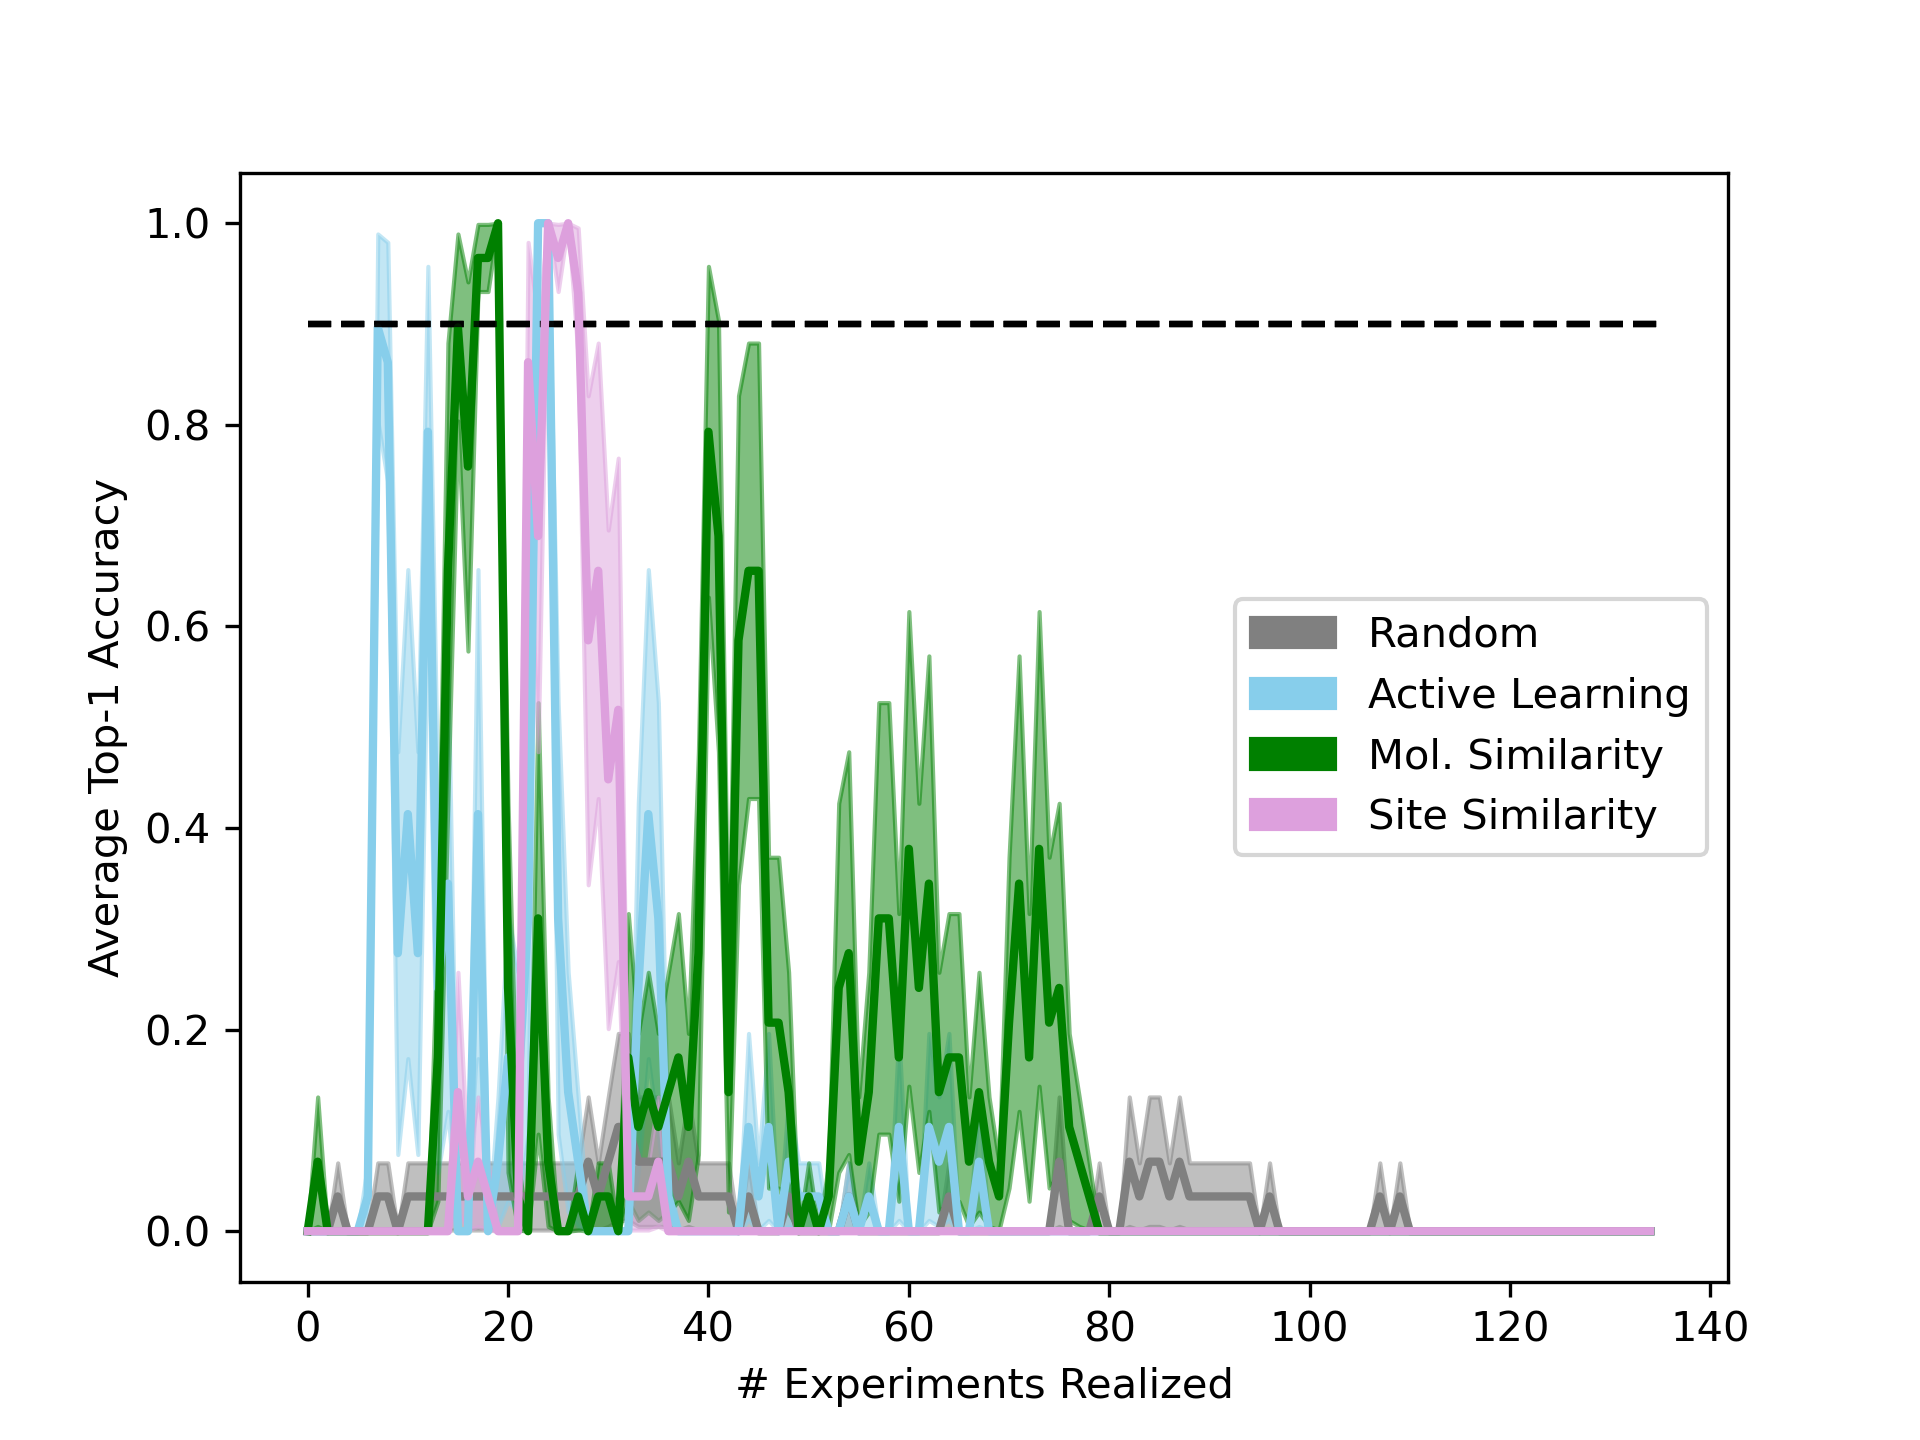 1.0
0.8
0.6
0.4
0.2
0.0
Average Top-1 Accuracy
Random
Active Learning
Mol. Similarity
Site Similarity
0 20 40 60 80 100 120 140
# Experiments Realized